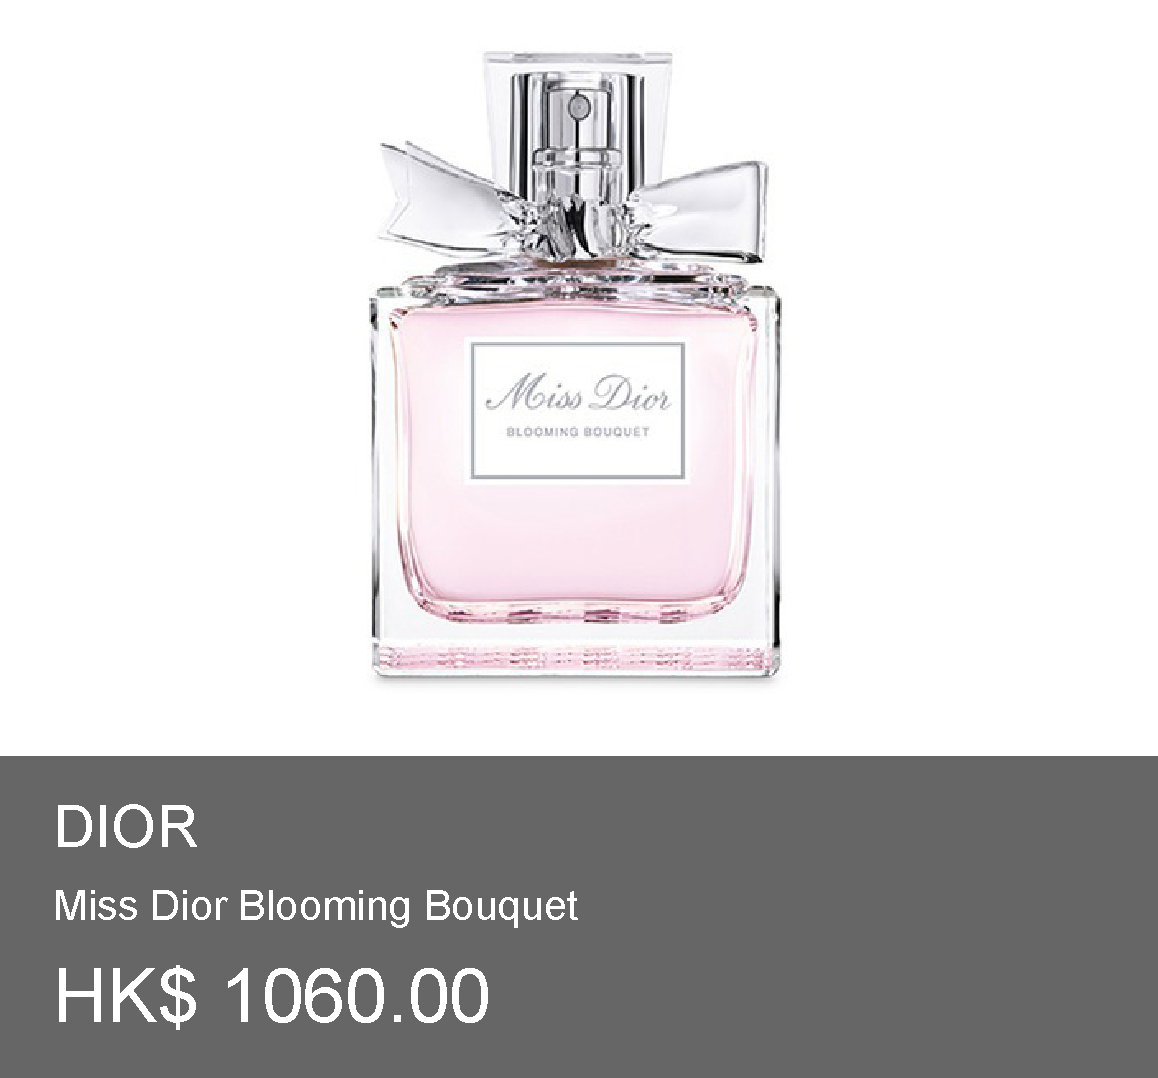 Miss Dior
BLOOMING BOUQUET
DIOR
Miss Dior Blooming Bouquet
HK$ 1060.00